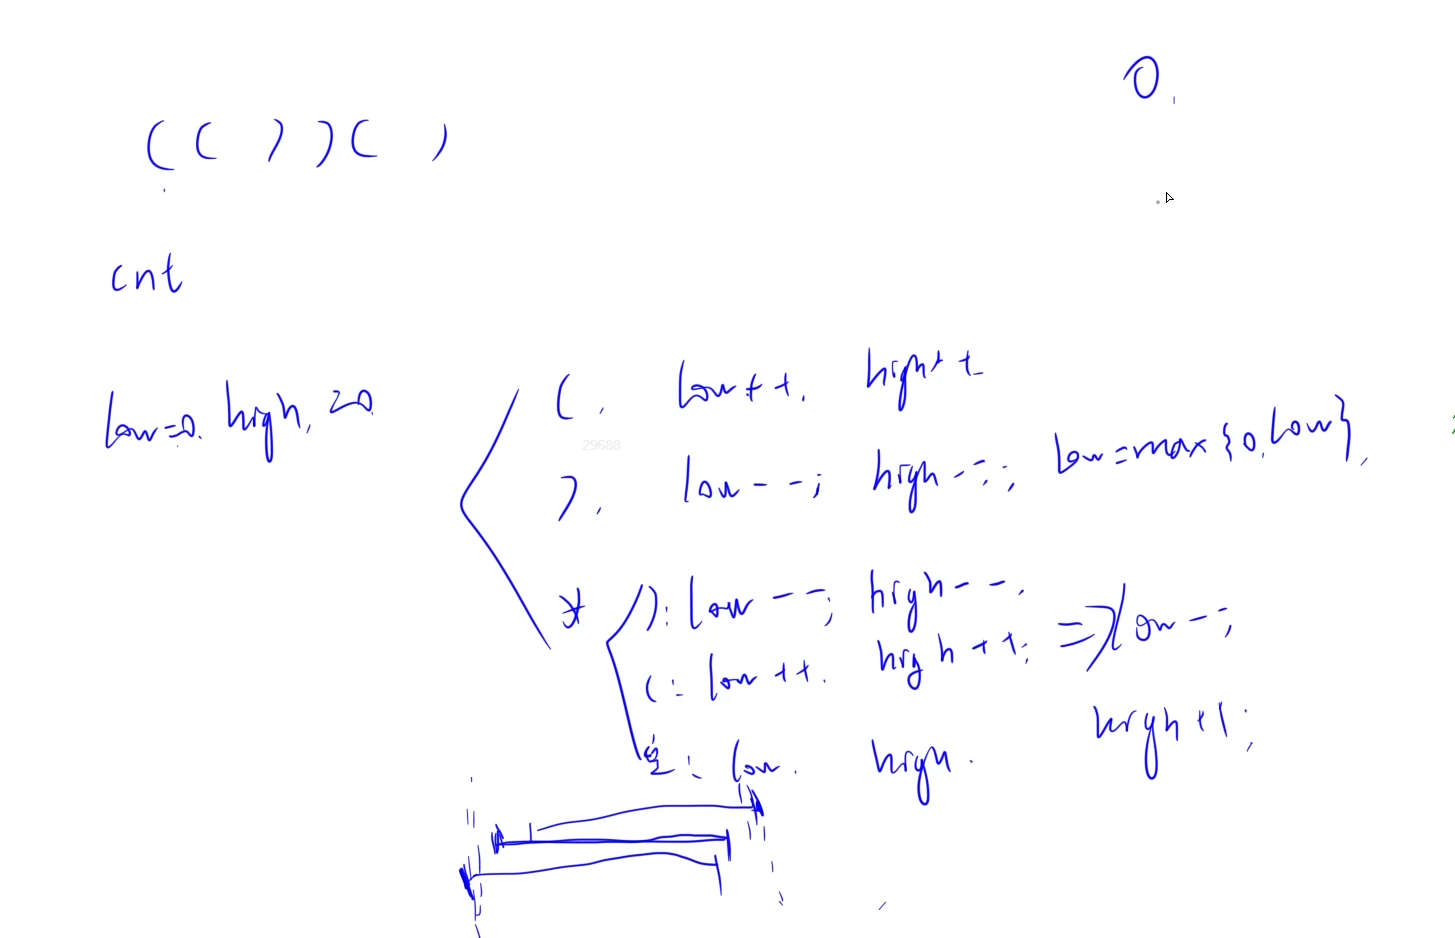 0.
( ( ) ) ( )
cnt
low=0. high, =0.
(. low++. high++
29688
). low--; high--; low=max{0,low},
* ): low--; high--.
(: low++. high++; => low--;
空: low. high. high++;